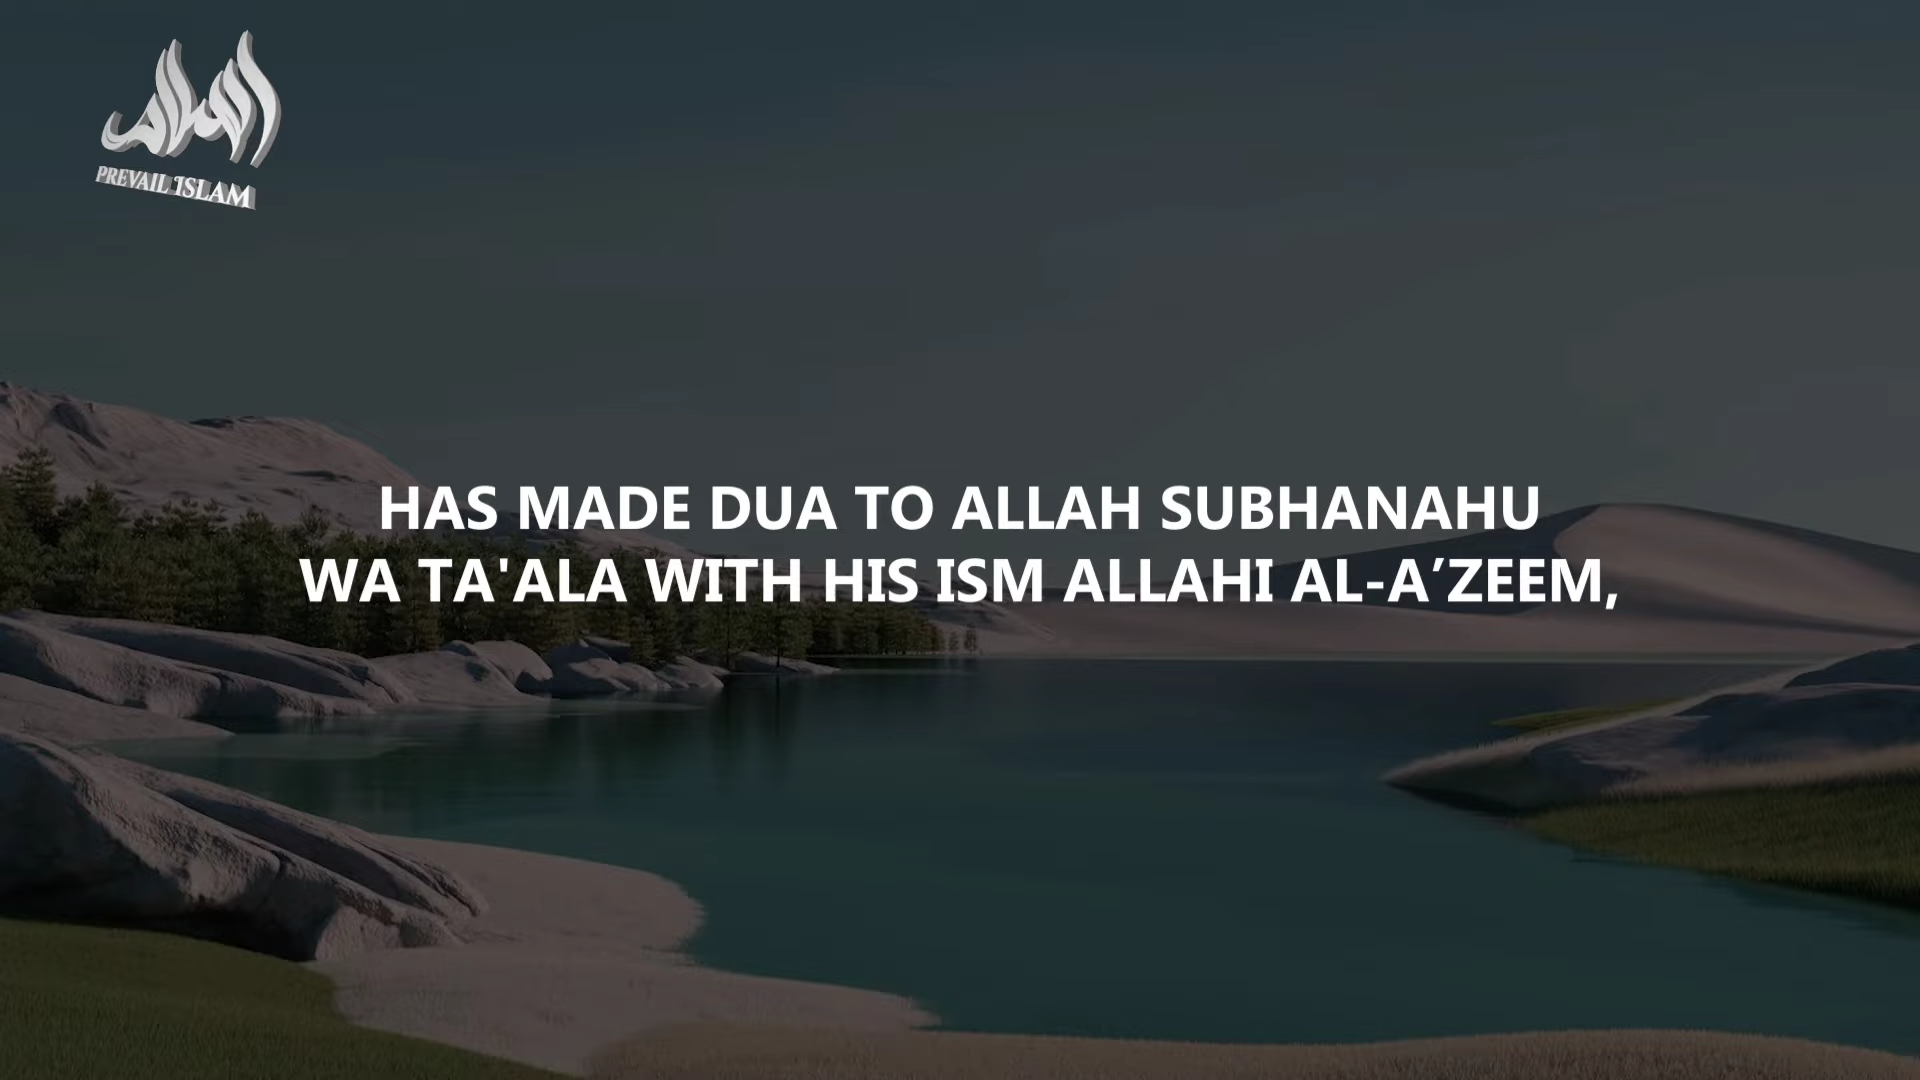 PREVAIL ISLAM
HAS MADE DUA TO ALLAH SUBHANAHU
WA TA'ALA WITH HIS ISM ALLAHI AL-A’ZEEM,